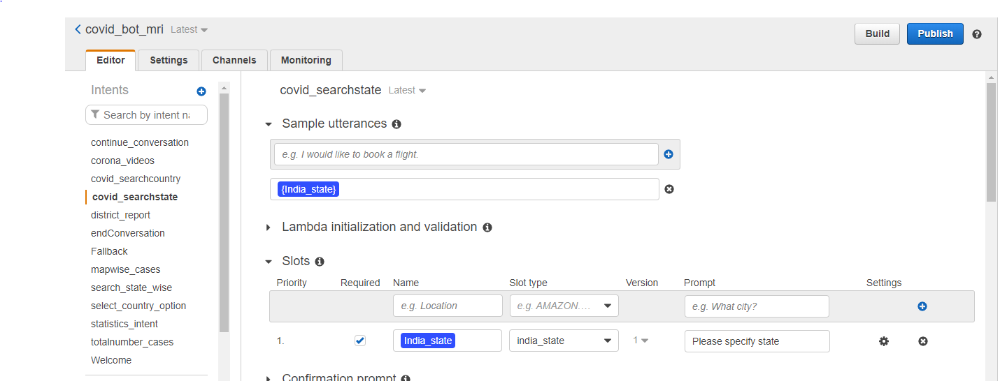 covid_bot_mri Latest
Build
Publish
Editor
Settings
Channels
Monitoring
Intents
Search by intent na
continue_conversation
corona_videos
covid_searchcountry
covid_searchstate
district_report
endConversation
Fallback
mapwise_cases
search_state_wise
select_country_option
statistics_intent
totalnumber_cases
Welcome
covid_searchstate Latest
Sample utterances
e.g. I would like to book a flight.
{India_state}
Lambda initialization and validation
Slots
Priority Required Name Slot type Version Prompt Settings
e.g. Location e.g. AMAZON.... e.g. What city?
1. India_state india_state 1 Please specify state
Confirmation prompt